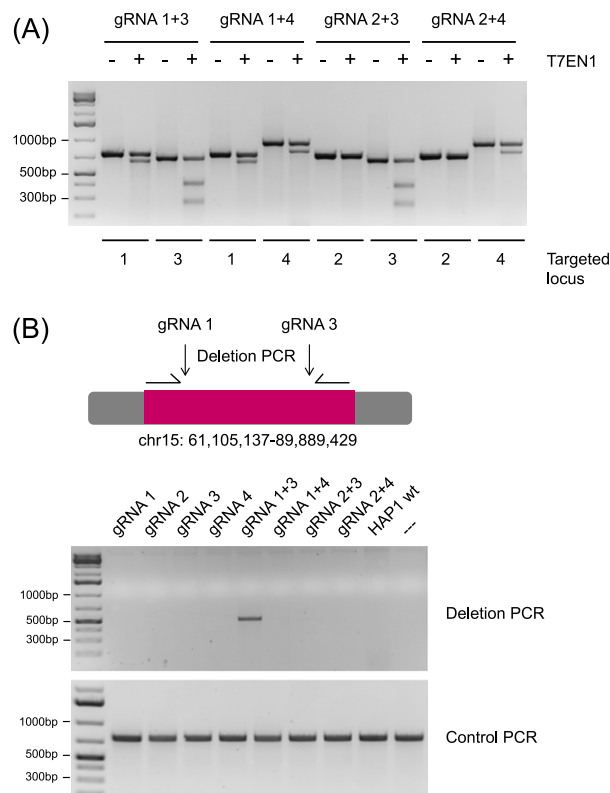 (A)
gRNA 1+3 gRNA 1+4 gRNA 2+3 gRNA 2+4
- + - + - + - + - + - + - + - + T7EN1
1000bp
500bp
300bp
1 3 1 4 2 3 2 4 Targeted
locus
(B)
gRNA 1 gRNA 3
Deletion PCR
chr15: 61,105,137-89,889,429
gRNA 1 gRNA 2 gRNA 3 gRNA 4 gRNA 1+3 gRNA 1+4 gRNA 2+3 gRNA 2+4 HAP1 wt ---
1000bp
500bp
300bp
Deletion PCR
1000bp
500bp
300bp
Control PCR